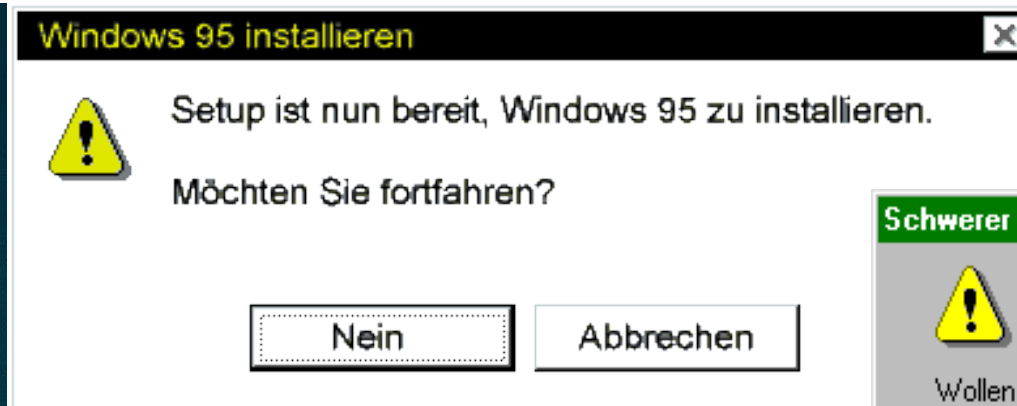 Windows 95 installieren
Setup ist nun bereit, Windows 95 zu installieren.
Möchten Sie fortfahren?
Nein
Abbrechen
Schwerer
Wollen